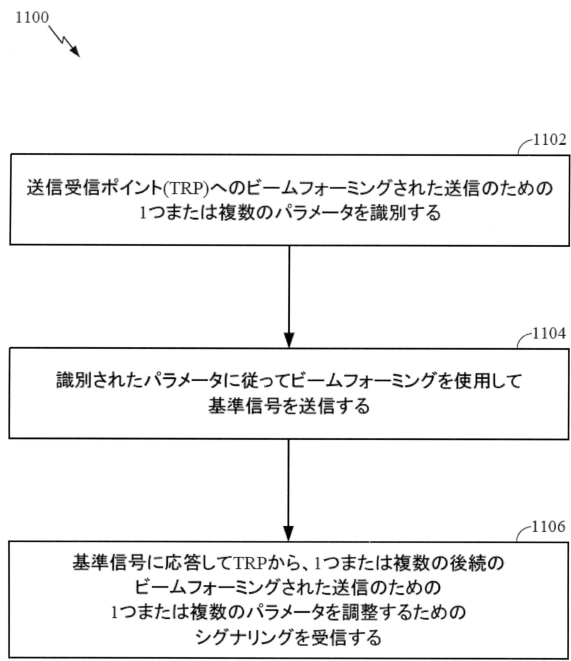 1100
1102
送信受信ポイント(TRP)へのビームフォーミングされた送信のための
1つまたは複数のパラメータを識別する
1104
識別されたパラメータに従ってビームフォーミングを使用して
基準信号を送信する
1106
基準信号に応答してTRPから、1つまたは複数の後続の
ビームフォーミングされた送信のための
1つまたは複数のパラメータを調整するための
シグナリングを受信する